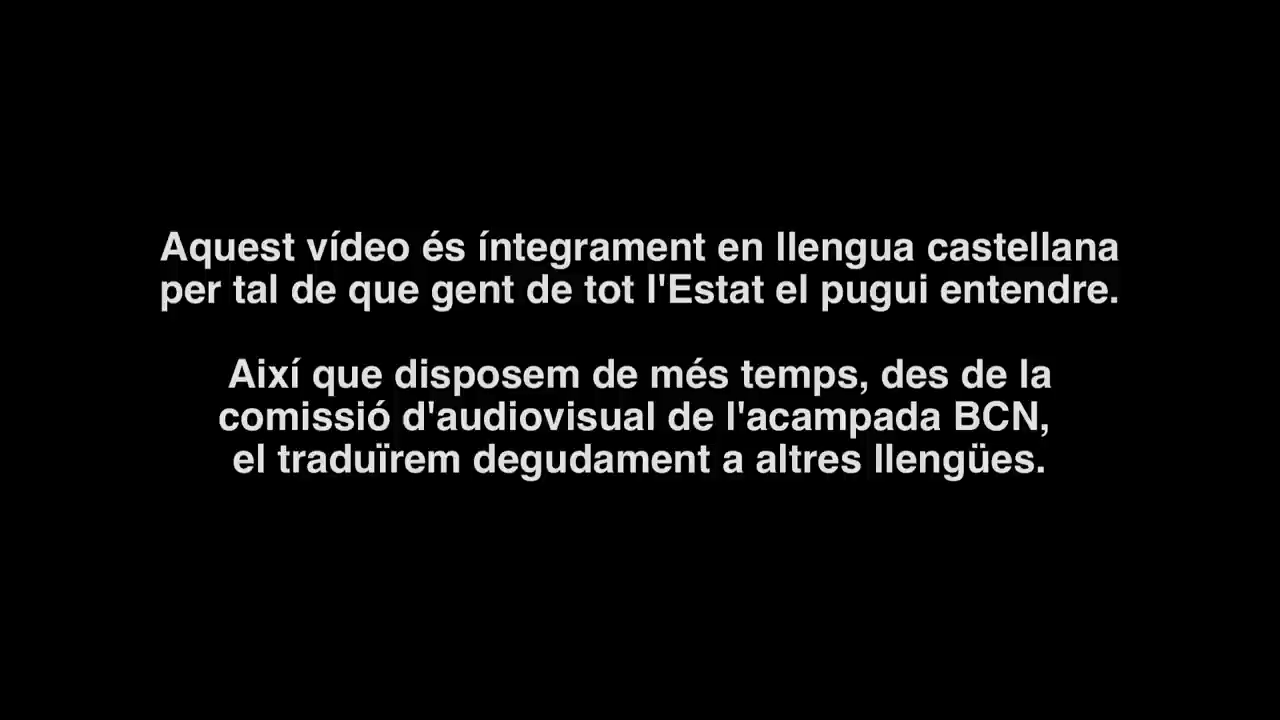 Aquest vídeo és íntegrament en llengua castellana
per tal de que gent de tot l'Estat el pugui entendre.
Així que disposem de més temps, des de la
comissió d'audiovisual de l'acampada BCN,
el traduïrem degudament a altres llengües.